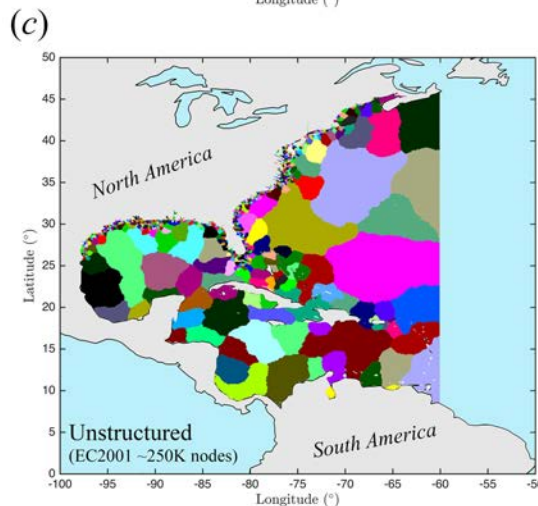 Longitude (°)
(c)
50
45
40
35
30
25
20
15
10
5
0
Latitude (°)
North America
South America
Unstructured
(EC2001 ~250K nodes)
-100 -95 -90 -85 -80 -75 -70 -65 -60 -55 -50
Longitude (°)